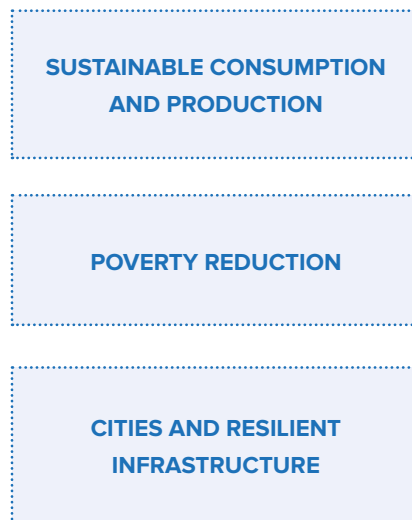 SUSTAINABLE CONSUMPTION
AND PRODUCTION
POVERTY REDUCTION
CITIES AND RESILIENT
INFRASTRUCTURE